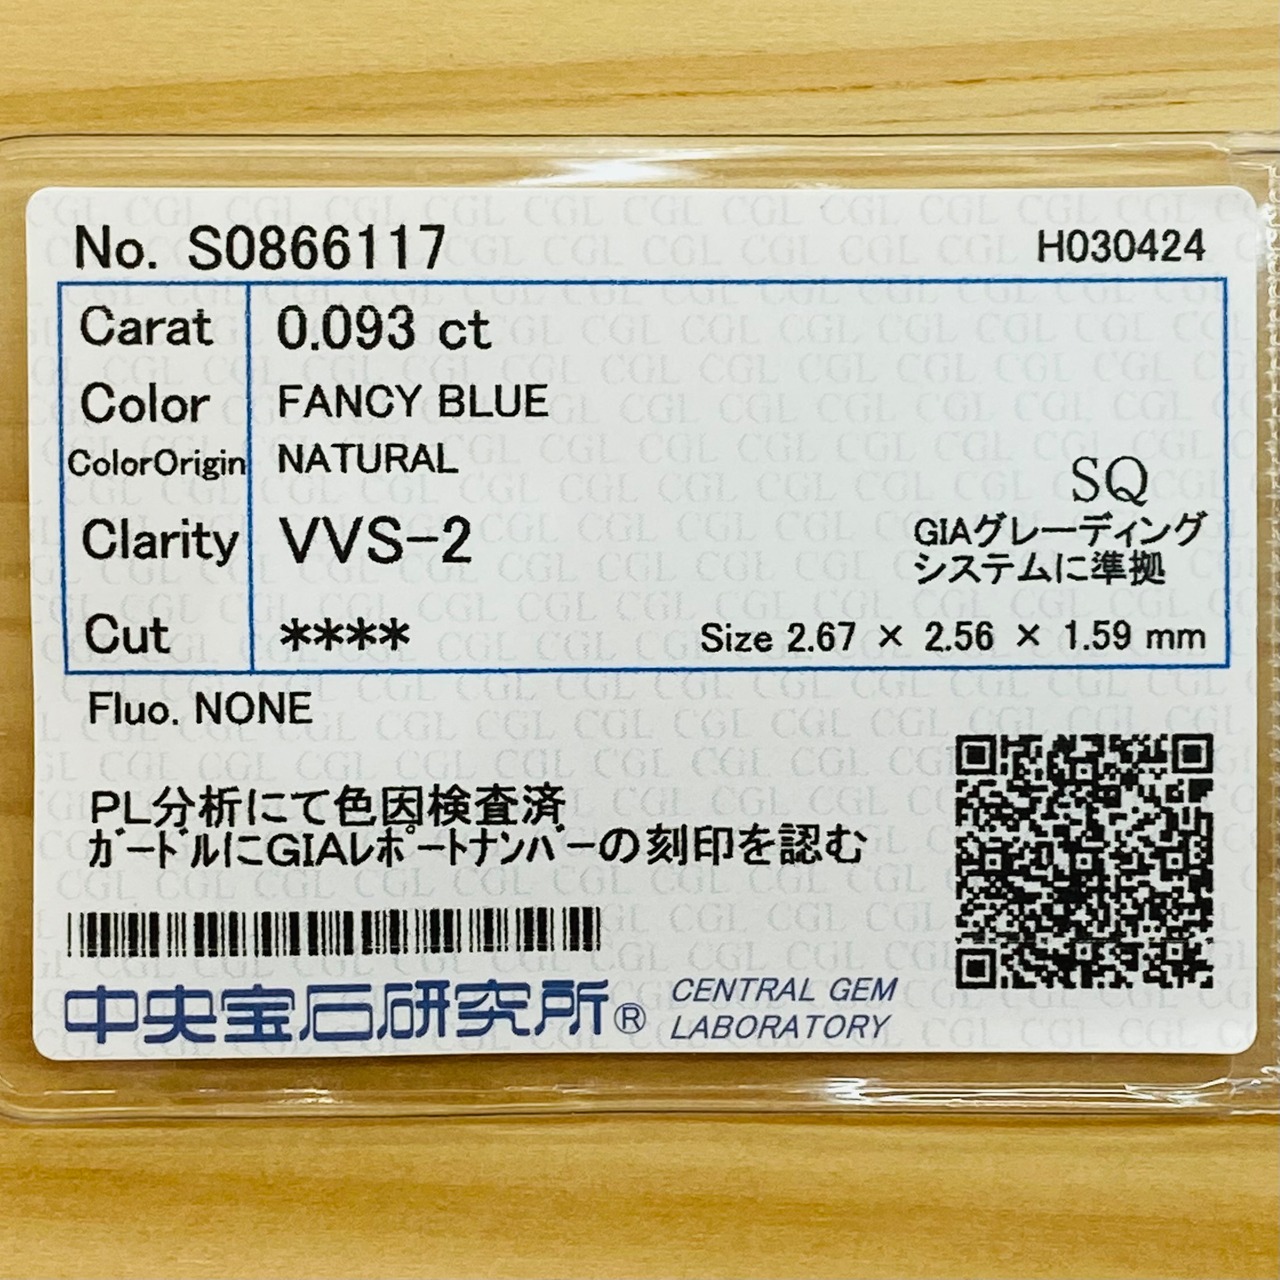 No. S0866117 H030424
Carat 0.093 ct
Color FANCY BLUE
ColorOrigin NATURAL
SQ
GIAグレーディング
システムに準拠
Clarity VVS-2
Cut **** Size 2.67 × 2.56 × 1.59 mm
Fluo. NONE
PL分析にて色因検査済
ｶﾞｰﾄﾞﾙにGIAﾚﾎﾟｰﾄﾅﾝﾊﾞｰの刻印を認む
中央宝石研究所® CENTRAL GEM
LABORATORY